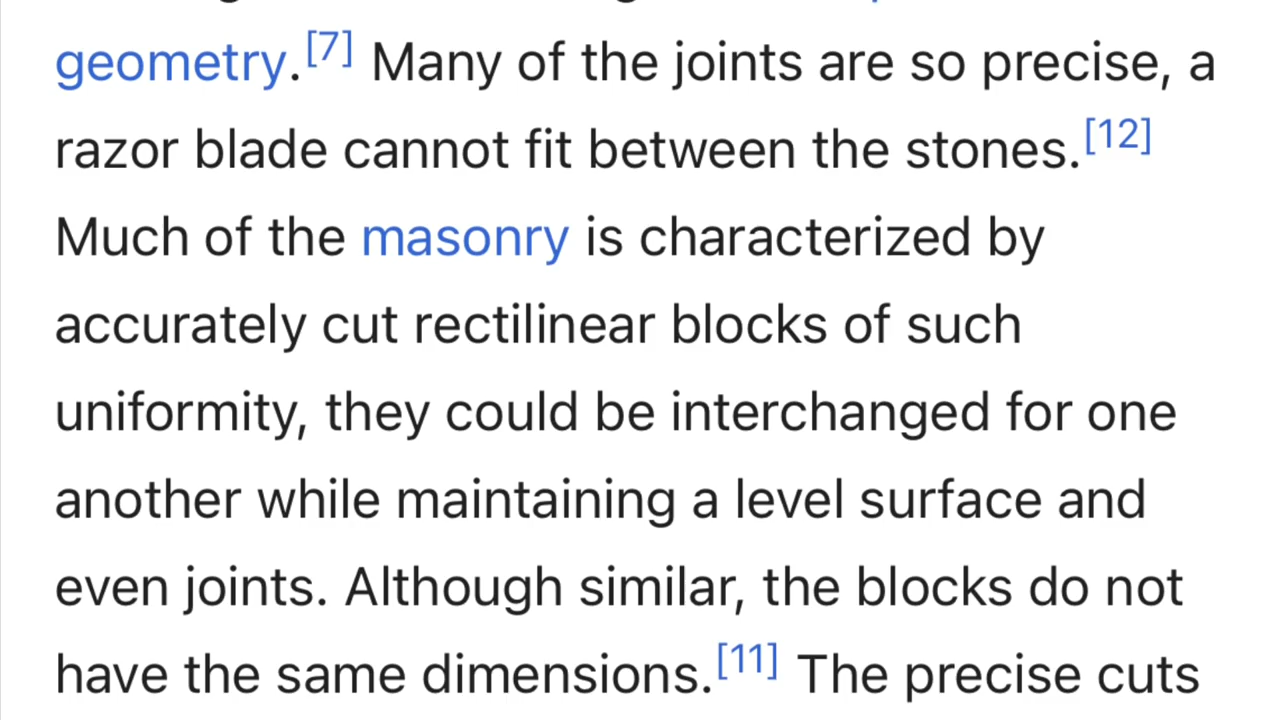 geometry.[7] Many of the joints are so precise, a
razor blade cannot fit between the stones.[12]
Much of the masonry is characterized by
accurately cut rectilinear blocks of such
uniformity, they could be interchanged for one
another while maintaining a level surface and
even joints. Although similar, the blocks do not
have the same dimensions.[11] The precise cuts